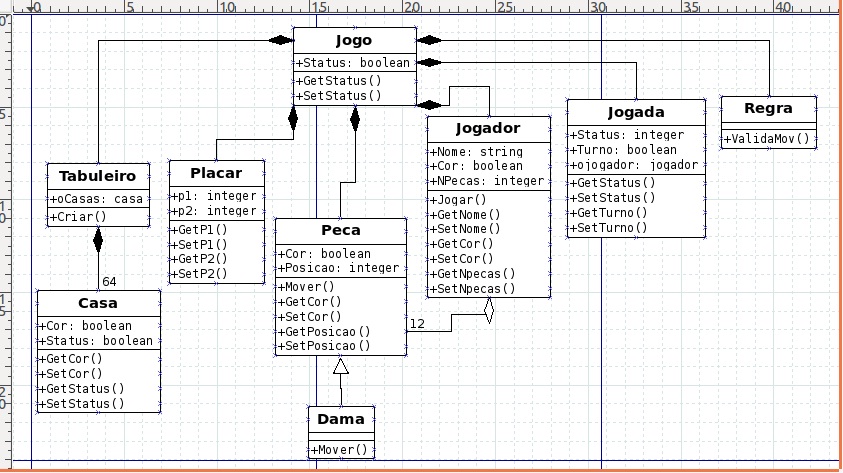 0 5 10 15 20 25 30 35 40
Jogo
+Status: boolean
+GetStatus()
+SetStatus()
Tabuleiro
+oCasas: casa
+Criar()
64
Casa
+Cor: boolean
+Status: boolean
+GetCor()
+SetCor()
+GetStatus()
+SetStatus()
Placar
+p1: integer
+p2: integer
+GetP1()
+SetP1()
+GetP2()
+SetP2()
Peca
+Cor: boolean
+Posicao: integer
+Mover()
+GetCor()
+SetCor()
+GetPosicao()
+SetPosicao()
12
Dama
+Mover()
Jogador
+Nome: string
+Cor: boolean
+NPecas: integer
+Jogar()
+GetNome()
+SetNome()
+GetCor()
+SetCor()
+GetNpecas()
+SetNpecas()
Jogada
+Status: integer
+Turno: boolean
+ojogador: jogador
+GetStatus()
+SetStatus()
+GetTurno()
+SetTurno()
Regra
+ValidaMov()